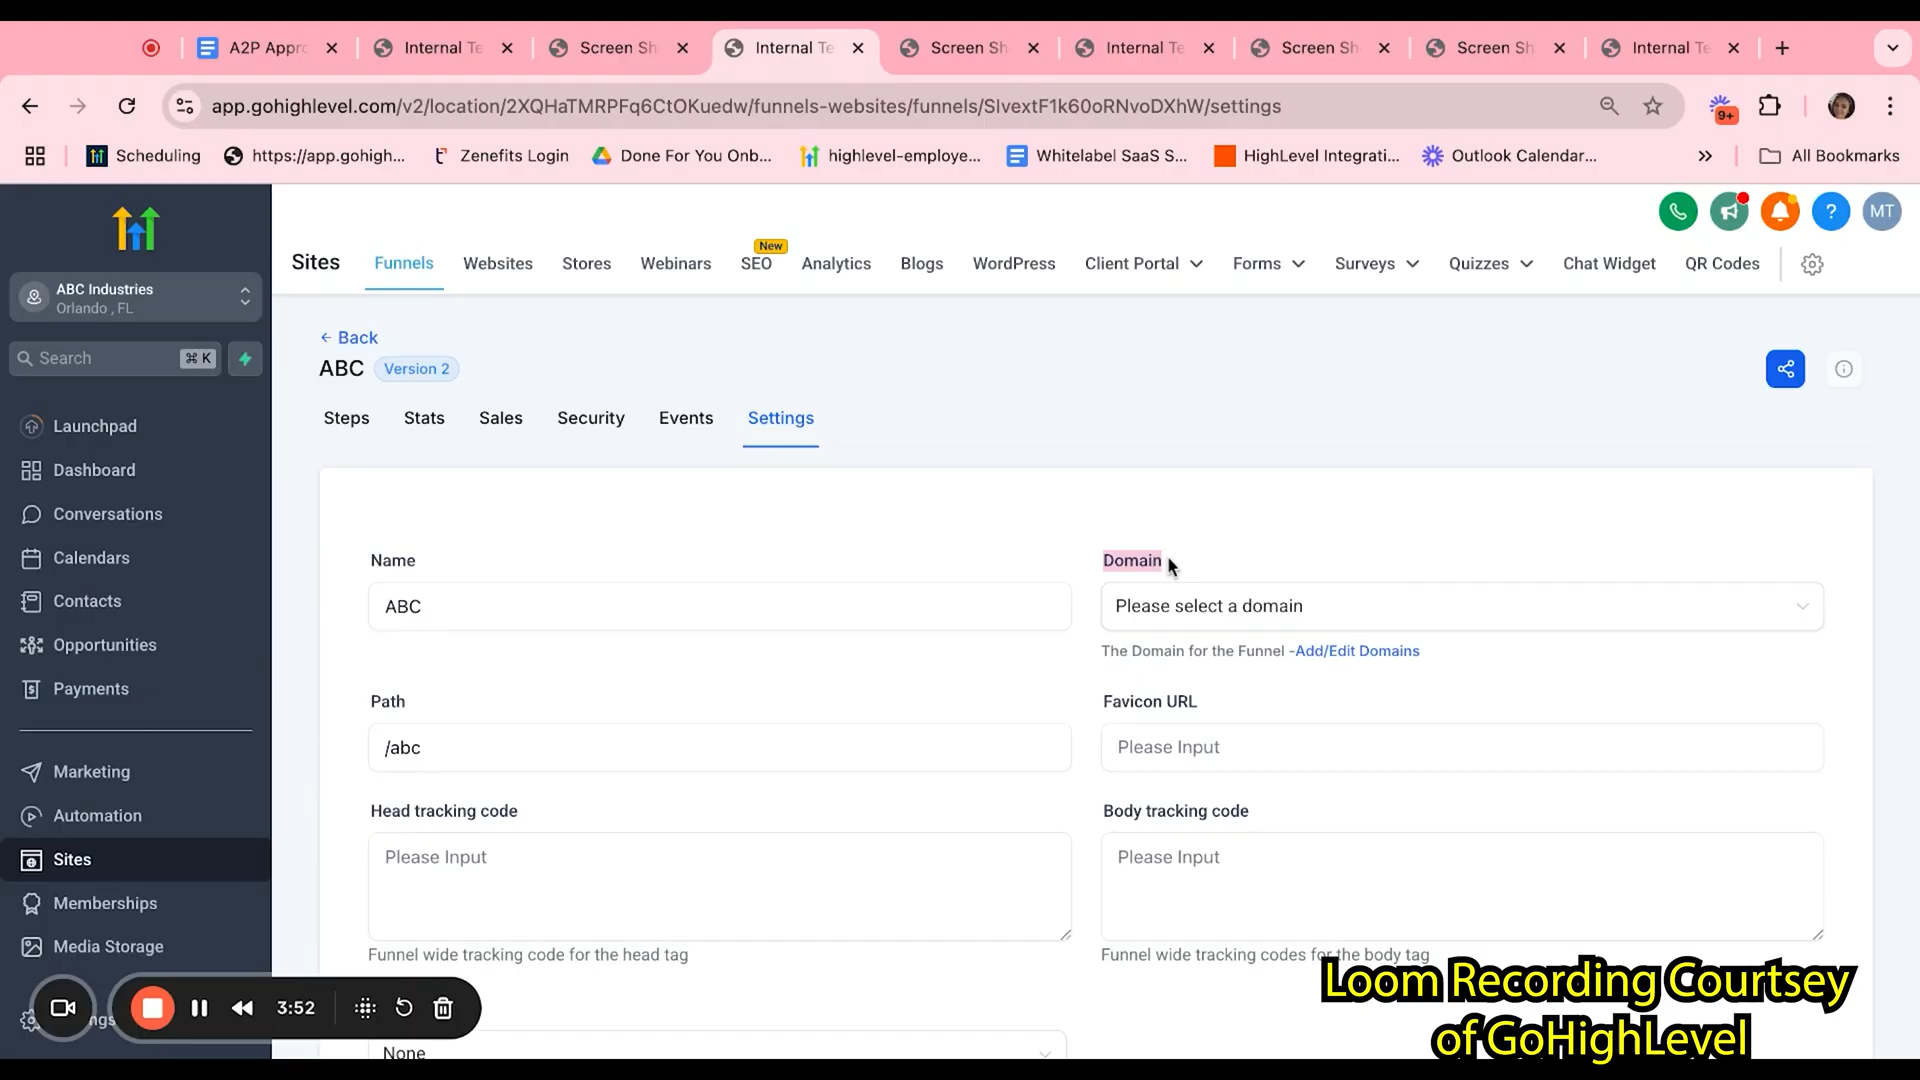 A2P Appro
Internal Te
Screen Sh
Internal Te
Screen Sh
Internal Te
Screen Sh
Screen Sh
Internal Te
app.gohighlevel.com/v2/location/2XQHaTMRPFq6CtOKuedw/funnels-websites/funnels/SIvextF1k60oRNvoDXhW/settings
9+
Scheduling
https://app.gohigh...
Zenefits Login
Done For You Onb...
highlevel-employe...
Whitelabel SaaS S...
HighLevel Integrati...
Outlook Calendar...
All Bookmarks
MT
Sites
Funnels
Websites
Stores
Webinars
New
SEO
Analytics
Blogs
WordPress
Client Portal
Forms
Surveys
Quizzes
Chat Widget
QR Codes
ABC Industries
Orlando , FL
Search
⌘ K
Launchpad
Dashboard
Conversations
Calendars
Contacts
Opportunities
Payments
Marketing
Automation
Sites
Memberships
Media Storage
3:52
← Back
ABC
Version 2
Steps
Stats
Sales
Security
Events
Settings
Name
ABC
Domain
Please select a domain
The Domain for the Funnel -Add/Edit Domains
Path
/abc
Favicon URL
Please Input
Head tracking code
Please Input
Funnel wide tracking code for the head tag
Body tracking code
Please Input
Funnel wide tracking codes for the body tag
None
Loom Recording Courtsey
of GoHighLevel